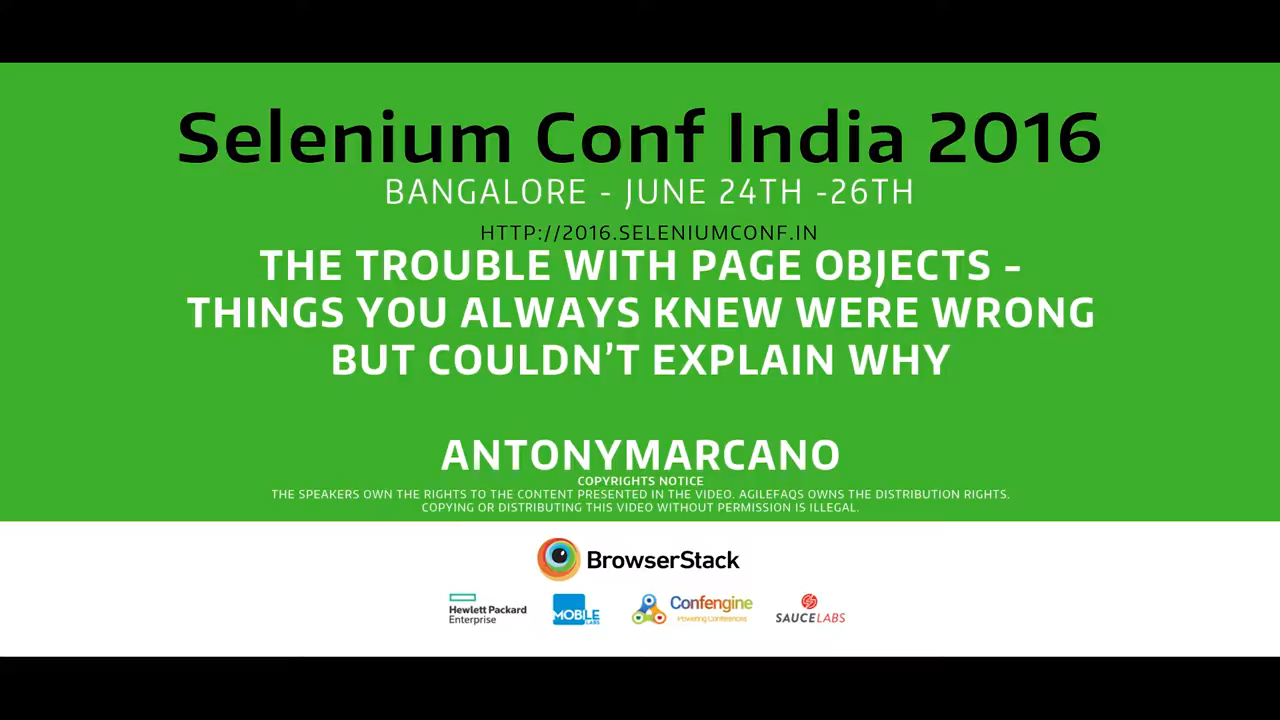 Selenium Conf India 2016
BANGALORE - JUNE 24TH -26TH
HTTP://2016.SELENIUMCONF.IN
THE TROUBLE WITH PAGE OBJECTS -
THINGS YOU ALWAYS KNEW WERE WRONG
BUT COULDN'T EXPLAIN WHY
ANTONYMARCANO
COPYRIGHTS NOTICE
THE SPEAKERS OWN THE RIGHTS TO THE CONTENT PRESENTED IN THE VIDEO. AGILEFAQS OWNS THE DISTRIBUTION RIGHTS.
COPYING OR DISTRIBUTING THIS VIDEO WITHOUT PERMISSION IS ILLEGAL.
BrowserStack
Hewlett Packard
Enterprise
MOBILE
LABS
Confengine
Powering Conferences
SAUCELABS